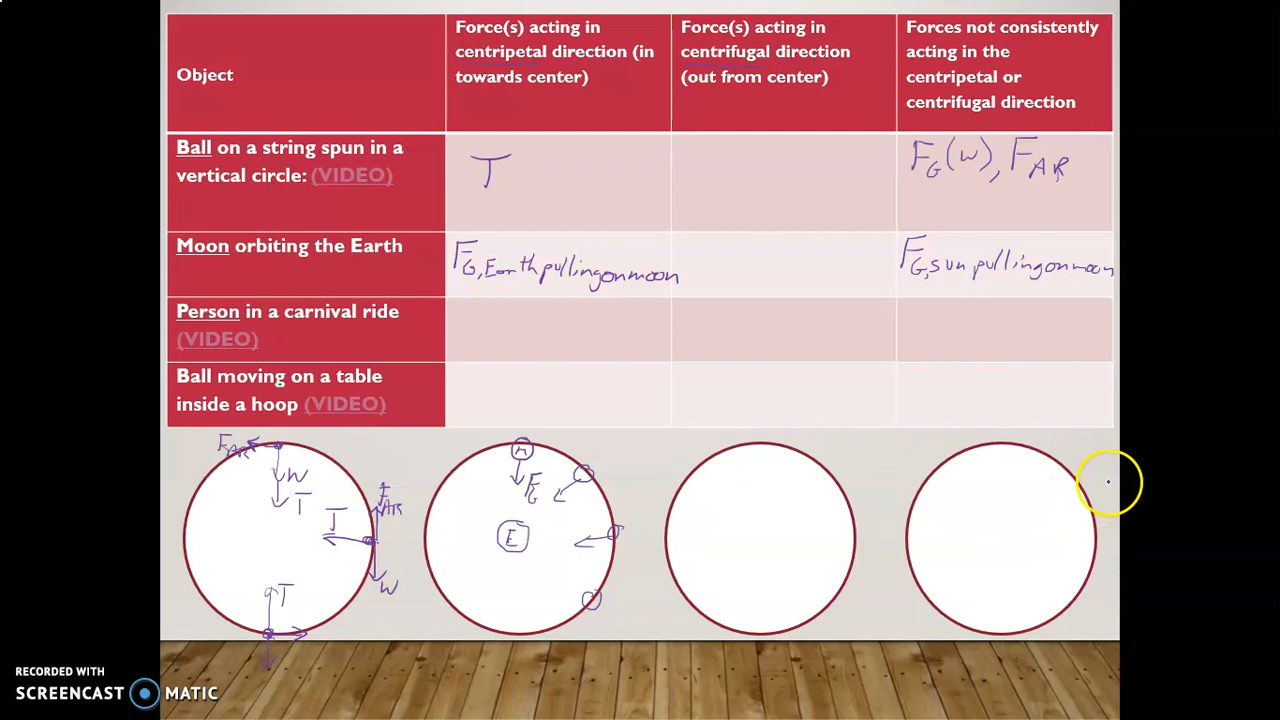 Object
Force(s) acting in
centripetal direction (in
towards center)
Force(s) acting in
centrifugal direction
(out from center)
Forces not consistently
acting in the
centripetal or
centrifugal direction
Ball on a string spun in a
vertical circle: (VIDEO)
T
FG(W), FAR
Moon orbiting the Earth
FG, Earth pulling on moon
FG, sun pulling on moon
Person in a carnival ride
(VIDEO)
Ball moving on a table
inside a hoop (VIDEO)
FAR
W
T
T
FAR
W
T
m
FG
E
RECORDED WITH
SCREENCAST MATIC